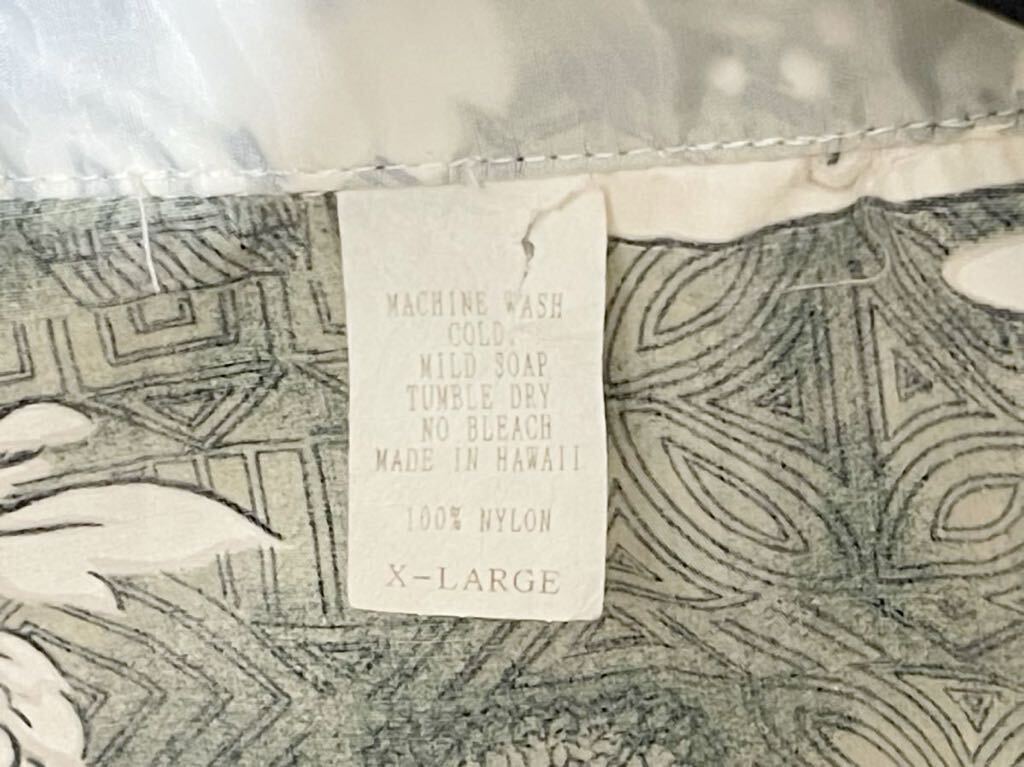 MACHINE WASH
COLD.
MILD SOAP
TUMBLE DRY
NO BLEACH
MADE IN HAWAII
100% NYLON
X-LARGE